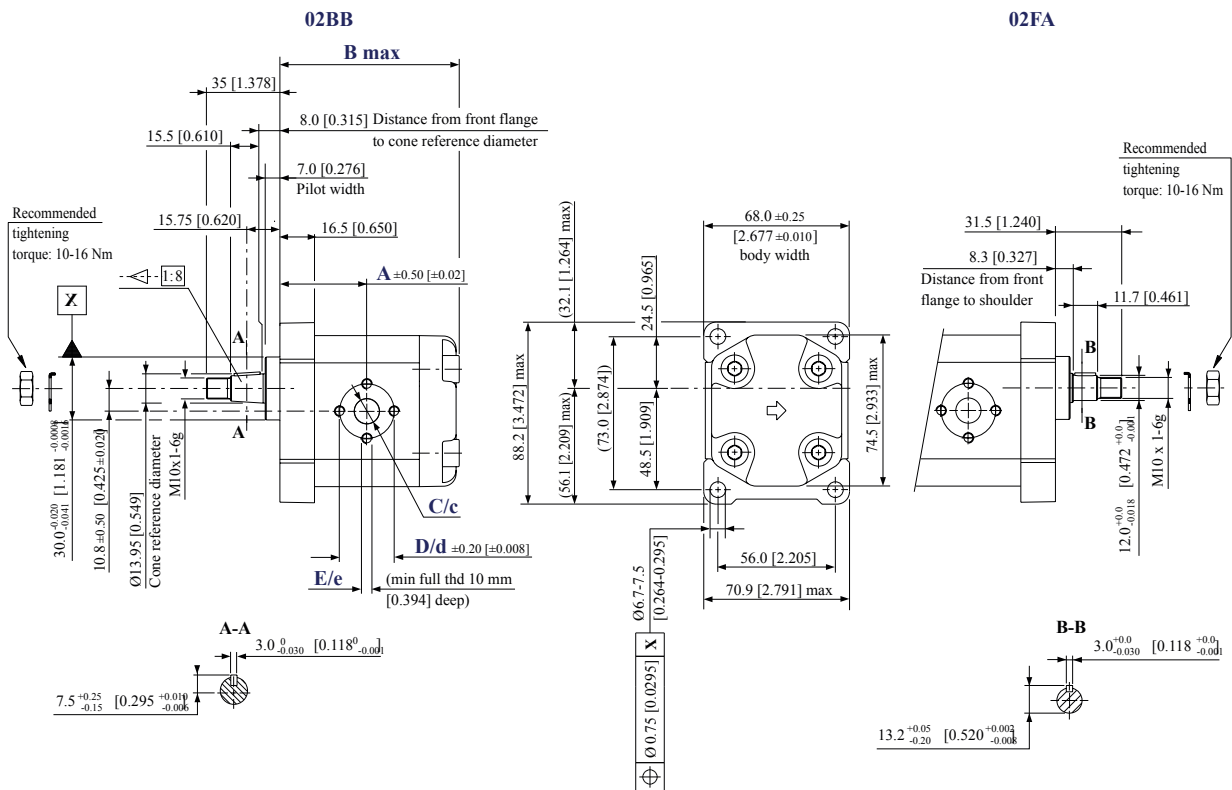 02BB
02FA
B max
35 [1.378]
8.0 [0.315] Distance from front flange
to cone reference diameter
15.5 [0.610]
7.0 [0.276]
Pilot width
15.75 [0.620]
16.5 [0.650]
Recommended
tightening
torque: 10-16 Nm
1:8
X
A ±0.50 [±0.02]
A
A
30.0 -0.020 -0.041 [1.181 -0.0008 -0.0016]
10.8 ±0.50 [0.425±0.020]
Ø13.95 [0.549]
Cone reference diameter
M10x1-6g
C/c
D/d ±0.20 [±0.008]
E/e
(min full thd 10 mm
[0.394] deep)
A-A
3.0 0 -0.030 [0.118 0 -0.001]
7.5 +0.25 -0.15 [0.295 +0.010 -0.006]
68.0 ±0.25
[2.677 ±0.010]
body width
(32.1 [1.264] max)
24.5 [0.965]
88.2 [3.472] max
(56.1 [2.209] max)
(73.0 [2.874])
48.5 [1.909]
74.5 [2.933] max
56.0 [2.205]
70.9 [2.791] max
Ø6.7-7.5
[0.264-0.295]
Ø 0.75 [0.0295] X
Recommended
tightening
torque: 10-16 Nm
31.5 [1.240]
8.3 [0.327]
Distance from front
flange to shoulder
11.7 [0.461]
B
B
12.0 +0.0 -0.018 [0.472 +0.0 -0.001]
M10 x 1-6g
B-B
3.0 +0.0 -0.030 [0.118 +0.0 -0.001]
13.2 +0.05 -0.20 [0.520 +0.002 -0.008]